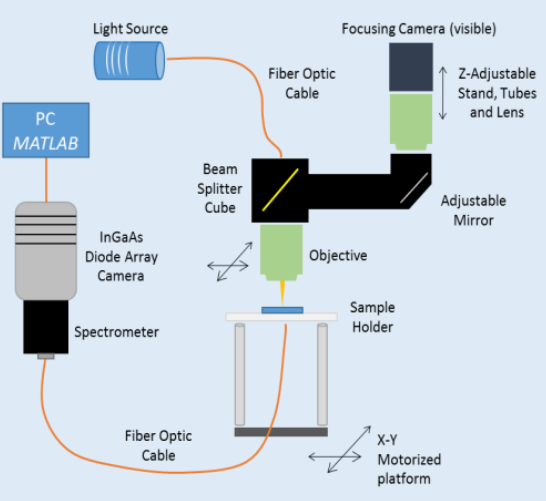 Light Source
Focusing Camera (visible)
Fiber Optic
Cable
Z-Adjustable
Stand, Tubes
and Lens
PC
MATLAB
Beam
Splitter
Cube
Adjustable
Mirror
InGaAs
Diode Array
Camera
Objective
Spectrometer
Sample
Holder
Fiber Optic
Cable
X-Y
Motorized
platform